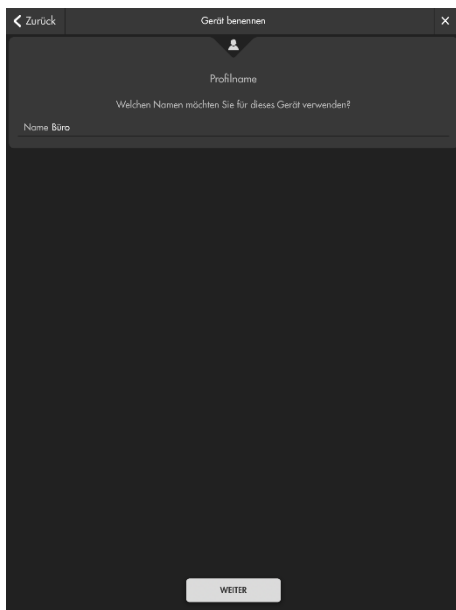 Zurück Gerät benennen ×
Profilname
Welchen Namen möchten Sie für dieses Gerät verwenden?
Name Büro
WEITER